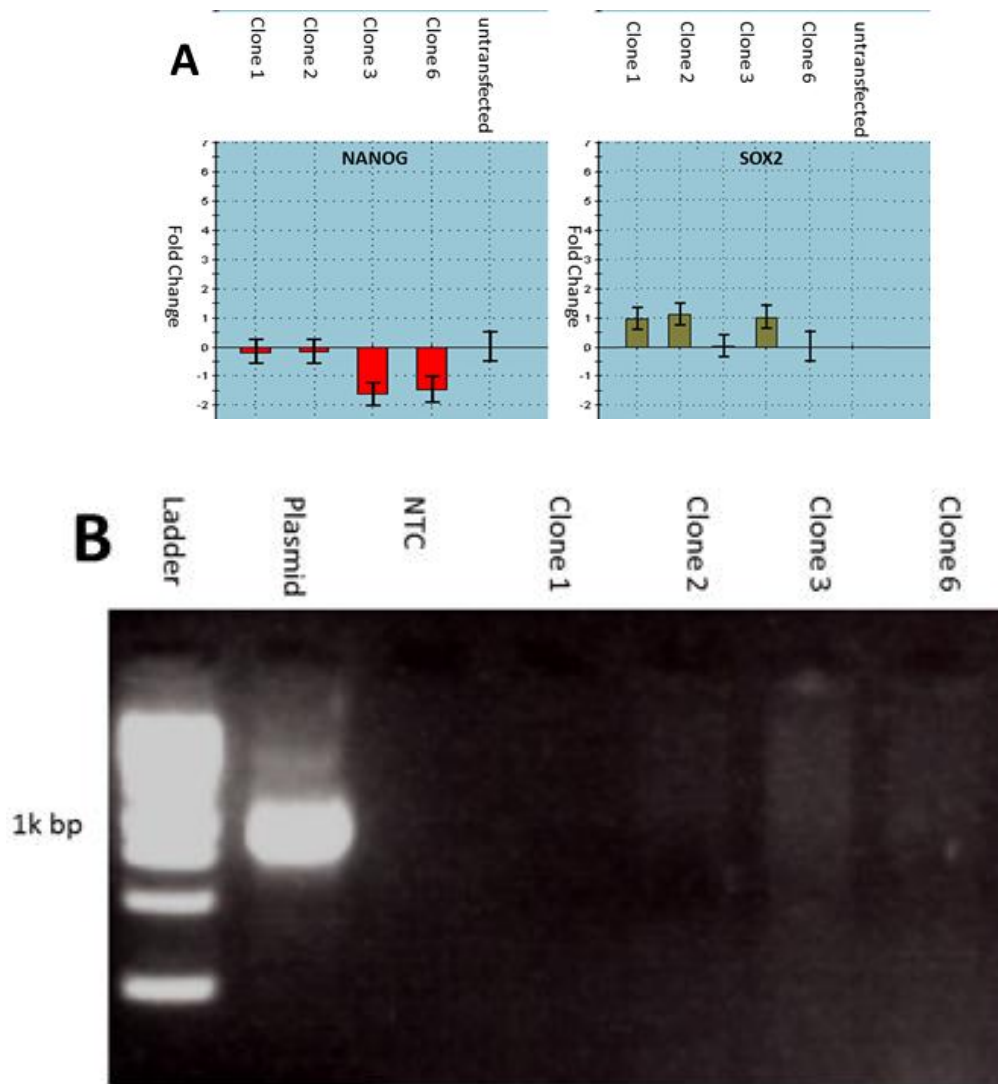 A
Clone 1
Clone 2
Clone 3
Clone 6
untransfected
NANOG
7
6
5
4
3
2
1
0
-1
-2
Fold Change
Clone 1
Clone 2
Clone 3
Clone 6
untransfected
SOX2
7
6
5
4
3
2
1
0
-1
-2
Fold Change
B
Ladder
Plasmid
NTC
Clone 1
Clone 2
Clone 3
Clone 6
1k bp